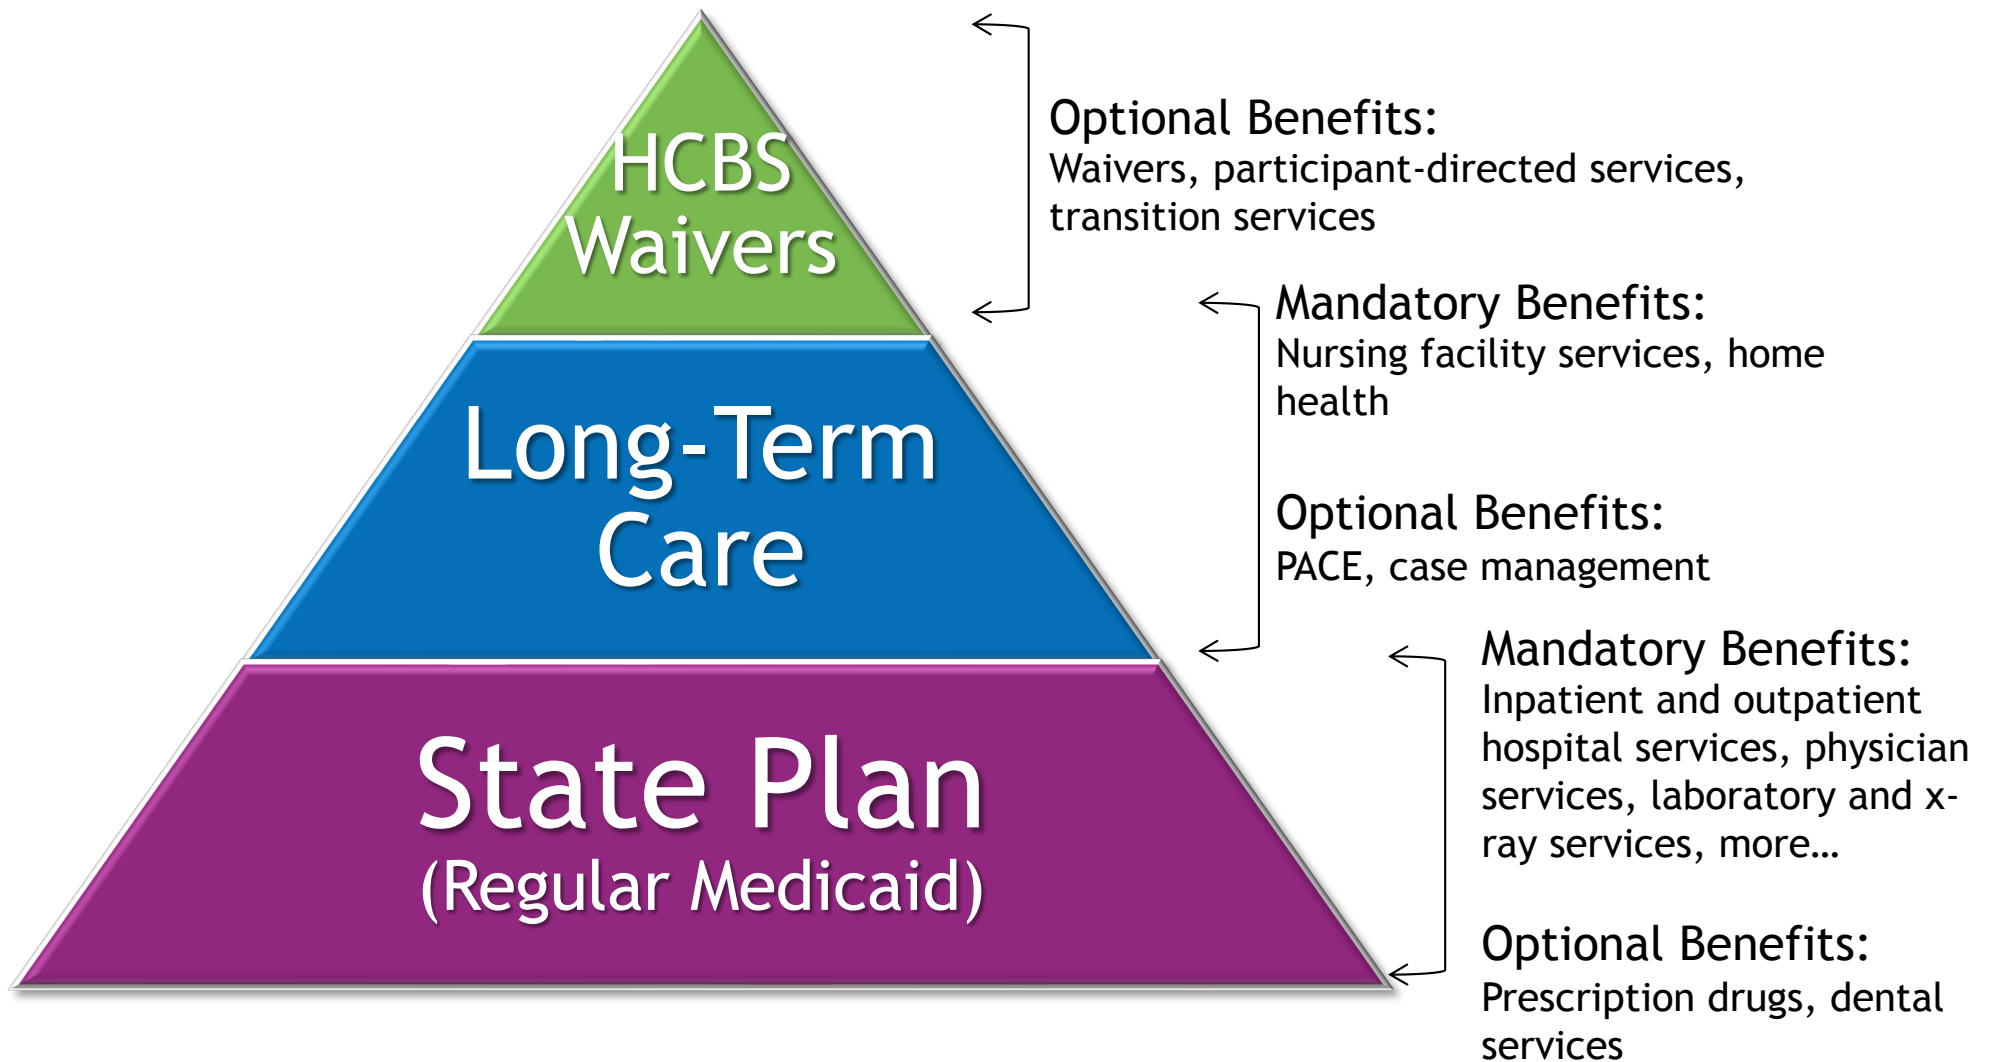 HCBS
Waivers
Optional Benefits:
Waivers, participant-directed services,
transition services
Long-Term
Care
Mandatory Benefits:
Nursing facility services, home
health
Optional Benefits:
PACE, case management
State Plan
(Regular Medicaid)
Mandatory Benefits:
Inpatient and outpatient
hospital services, physician
services, laboratory and x-
ray services, more…
Optional Benefits:
Prescription drugs, dental
services